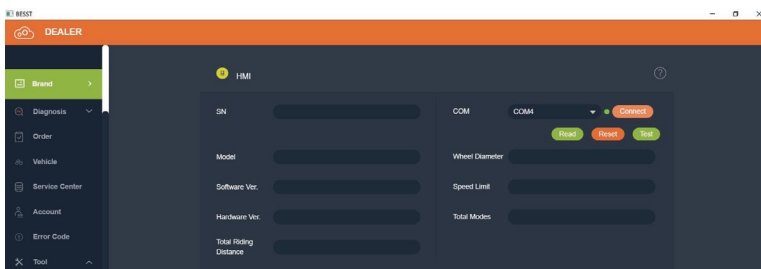 BESST
DEALER
Brand
Diagnosis
Order
Vehicle
Service Center
Account
Error Code
Tool
HMI
SN
COM
COM4
Connect
Read
Reset
Test
Model
Wheel Diameter
Software Ver.
Speed Limit
Hardware Ver.
Total Modes
Total Riding
Distance